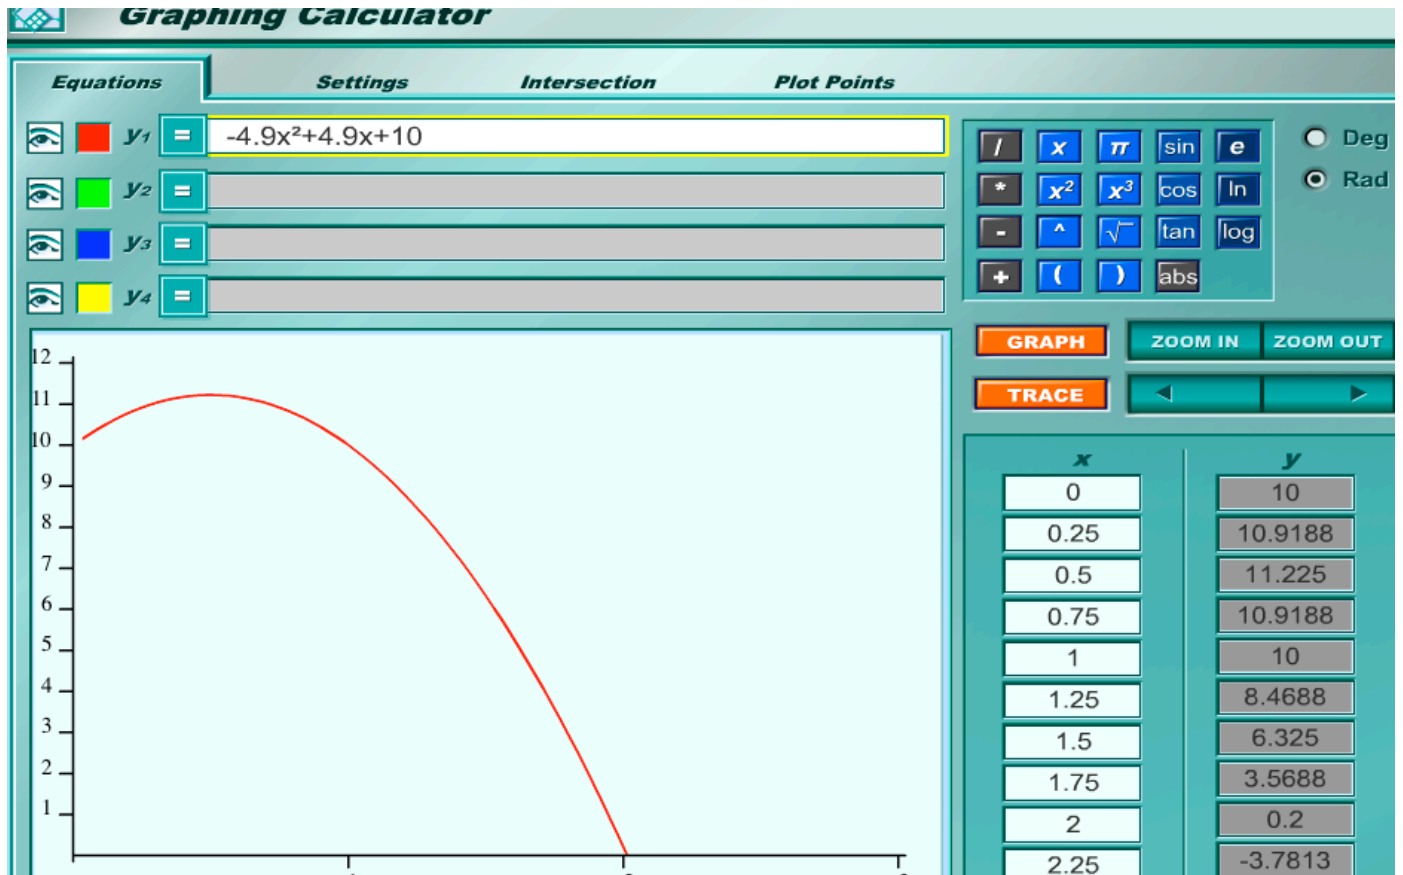 Graphing Calculator
Equations Settings Intersection Plot Points
y₁ = -4.9x²+4.9x+10
y₂ =
y₃ =
y₄ =
/ x π sin e
* x² x³ cos ln
- ^ √ tan log
+ ( ) abs
Deg
Rad
GRAPH ZOOM IN ZOOM OUT
TRACE
12
11
10
9
8
7
6
5
4
3
2
1
x y
0 10
0.25 10.9188
0.5 11.225
0.75 10.9188
1 10
1.25 8.4688
1.5 6.325
1.75 3.5688
2 0.2
2.25 -3.7813